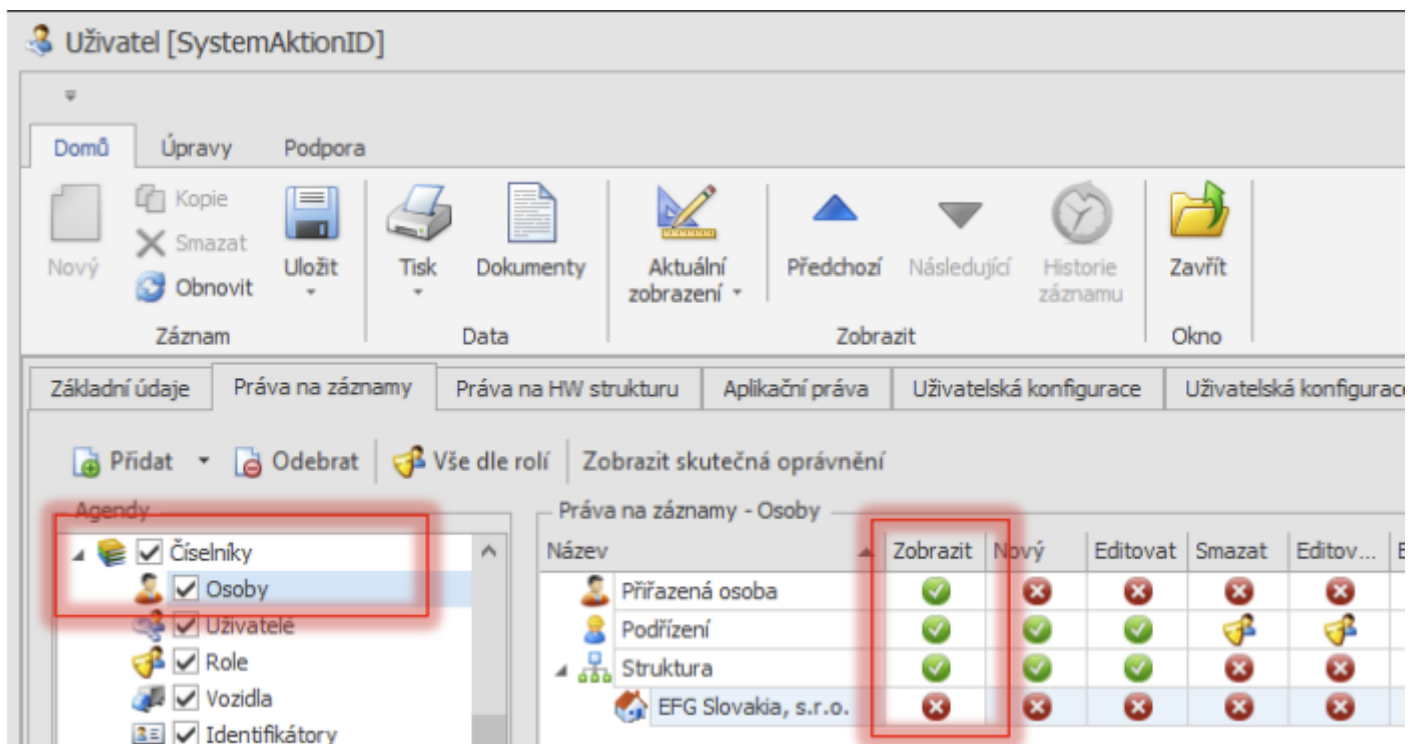 Uživatel [SystemAktionID]
Domů Úpravy Podpora
Nový
Kopie
Smazat
Obnovit
Uložit
Tisk
Dokumenty
Aktuální
zobrazení
Předchozí
Následující
Historie
záznamu
Zavřít
Záznam Data Zobrazit Okno
Základní údaje Práva na záznamy Práva na HW strukturu Aplikační práva Uživatelská konfigurace Uživatelská
Přidat Odebrat Vše dle rolí Zobrazit skutečná oprávnění
Agendy
Číselníky
Osoby
Uživatelé
Role
Vozidla
Identifikátory
Práva na záznamy - Osoby
Název Zobrazit Nový Editovat Smazat Editov...
Přiřazená osoba
Podřízení
Struktura
EFG Slovakia, s.r.o.